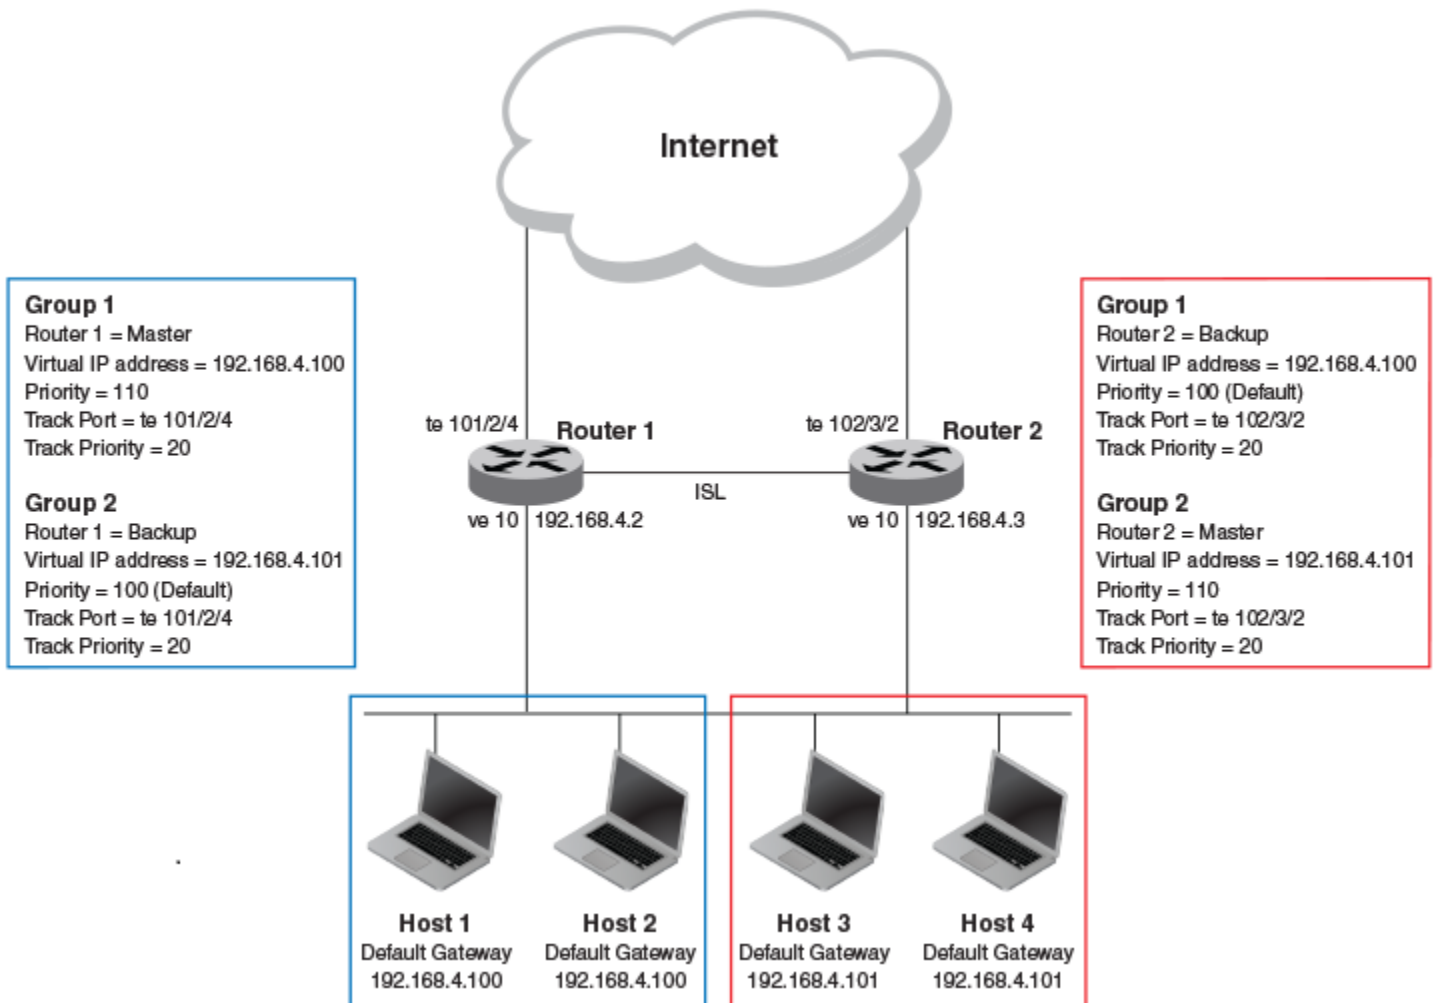 Internet
Group 1
Router 1 = Master
Virtual IP address = 192.168.4.100
Priority = 110
Track Port = te 101/2/4
Track Priority = 20
Group 2
Router 1 = Backup
Virtual IP address = 192.168.4.101
Priority = 100 (Default)
Track Port = te 101/2/4
Track Priority = 20
Group 1
Router 2 = Backup
Virtual IP address = 192.168.4.100
Priority = 100 (Default)
Track Port = te 102/3/2
Track Priority = 20
Group 2
Router 2 = Master
Virtual IP address = 192.168.4.101
Priority = 110
Track Port = te 102/3/2
Track Priority = 20
te 101/2/4
Router 1
te 102/3/2
Router 2
ISL
ve 10
192.168.4.2
ve 10
192.168.4.3
Host 1
Default Gateway
192.168.4.100
Host 2
Default Gateway
192.168.4.100
Host 3
Default Gateway
192.168.4.101
Host 4
Default Gateway
192.168.4.101